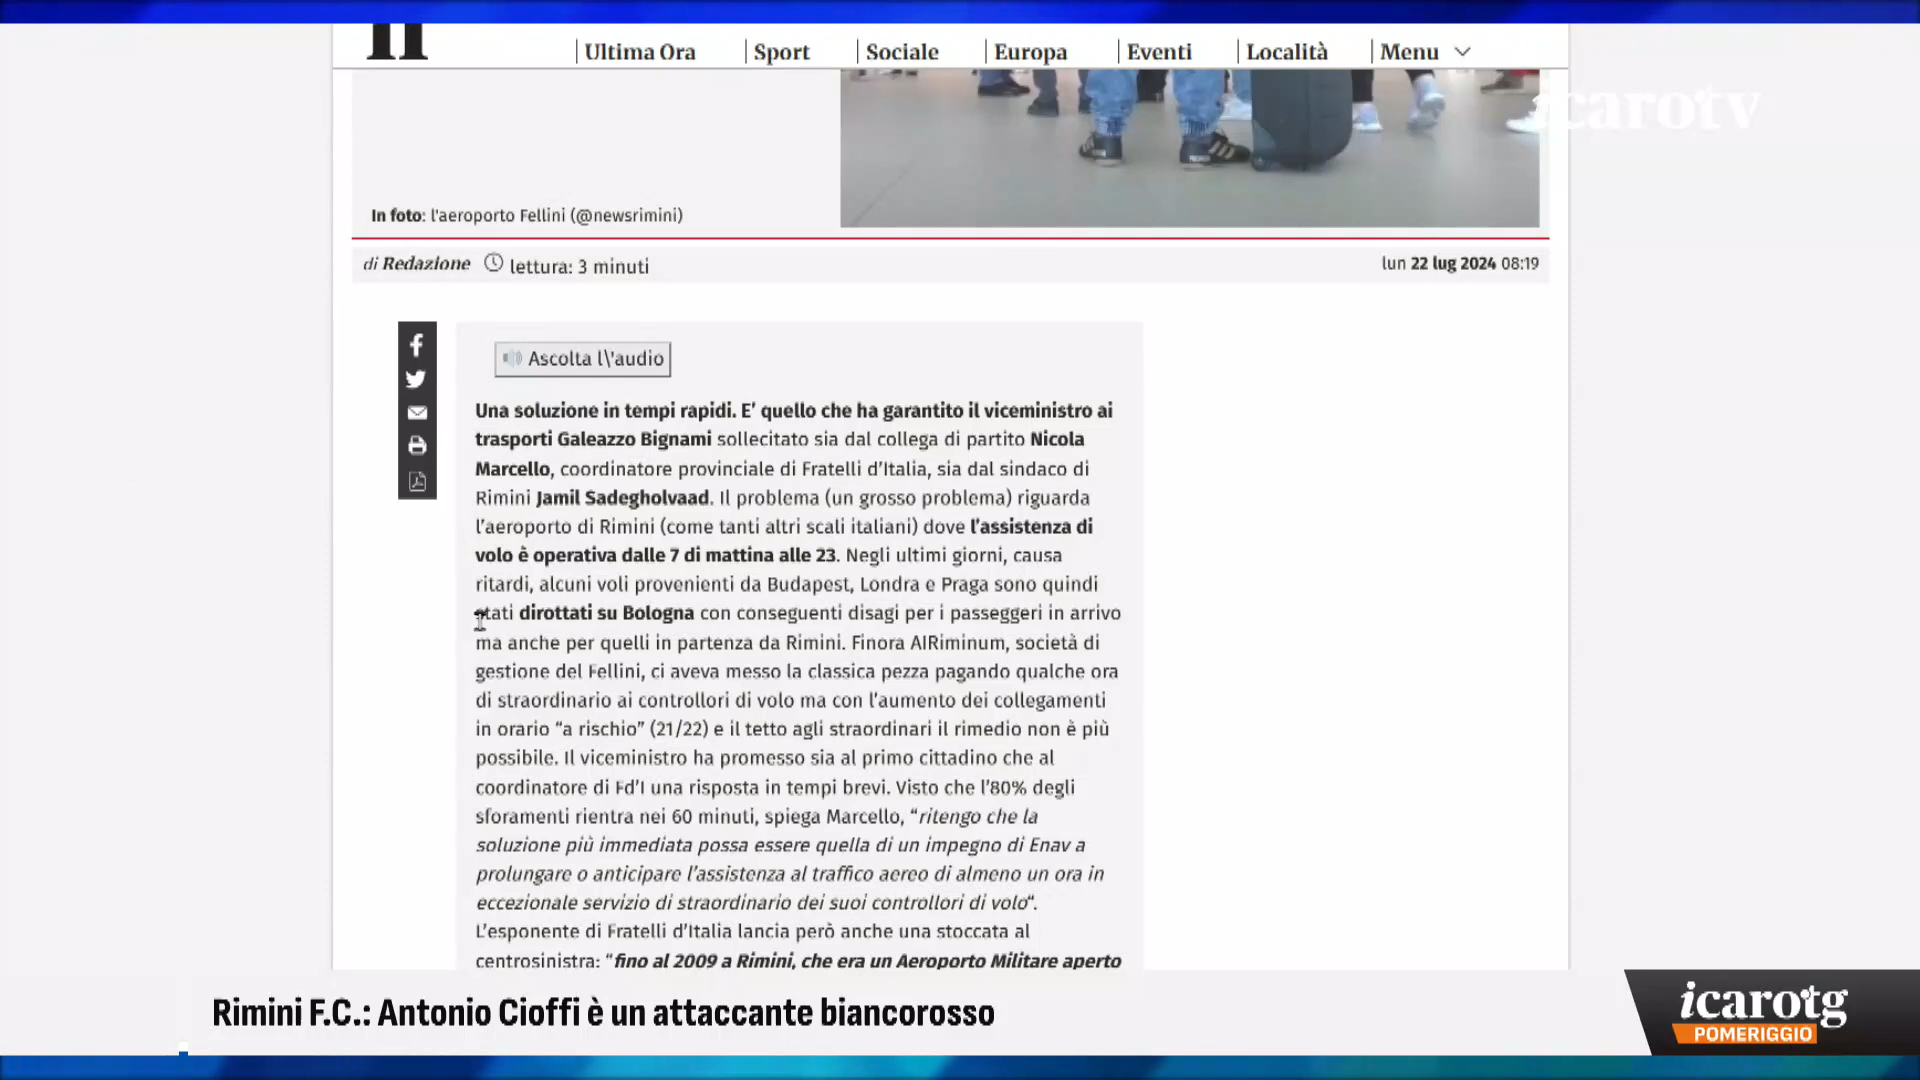 Ultima Ora
Sport
Sociale
Europa
Eventi
Località
Menu
icarotv
In foto: l'aeroporto Fellini (@newsrimini)
di Redazione
lettura: 3 minuti
lun 22 lug 2024 08:19
Ascolta l\'audio
Una soluzione in tempi rapidi. E' quello che ha garantito il viceministro ai
trasporti Galeazzo Bignami sollecitato sia dal collega di partito Nicola
Marcello, coordinatore provinciale di Fratelli d'Italia, sia dal sindaco di
Rimini Jamil Sadegholvaad. Il problema (un grosso problema) riguarda
l'aeroporto di Rimini (come tanti altri scali italiani) dove l'assistenza di
volo è operativa dalle 7 di mattina alle 23. Negli ultimi giorni, causa
ritardi, alcuni voli provenienti da Budapest, Londra e Praga sono quindi
stati dirottati su Bologna con conseguenti disagi per i passeggeri in arrivo
ma anche per quelli in partenza da Rimini. Finora AIRiminum, società di
gestione del Fellini, ci aveva messo la classica pezza pagando qualche ora
di straordinario ai controllori di volo ma con l'aumento dei collegamenti
in orario “a rischio” (21/22) e il tetto agli straordinari il rimedio non è più
possibile. Il viceministro ha promesso sia al primo cittadino che al
coordinatore di Fd'I una risposta in tempi brevi. Visto che l'80% degli
sforamenti rientra nei 60 minuti, spiega Marcello, “ritengo che la
soluzione più immediata possa essere quella di un impegno di Enav a
prolungare o anticipare l'assistenza al traffico aereo di almeno un ora in
eccezionale servizio di straordinario dei suoi controllori di volo“.
L'esponente di Fratelli d'Italia lancia però anche una stoccata al
centrosinistra: “fino al 2009 a Rimini, che era un Aeroporto Militare aperto
Rimini F.C.: Antonio Cioffi è un attaccante biancorosso
icarotg
POMERIGGIO